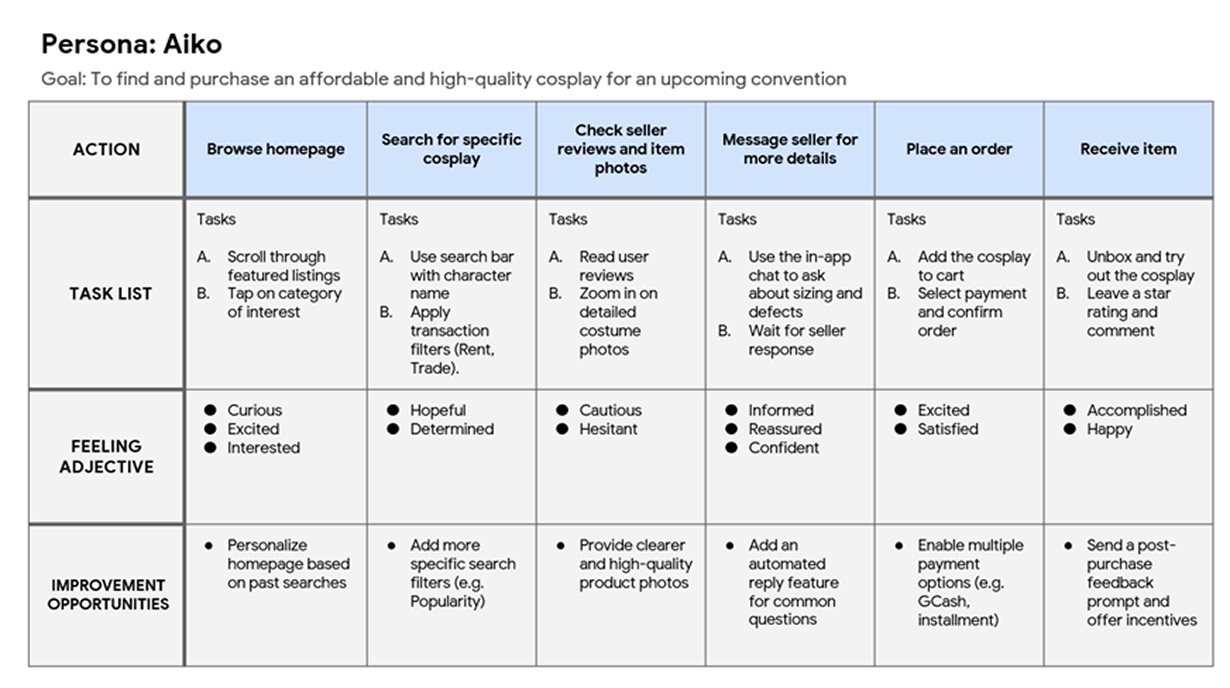 Persona: Aiko
Goal: To find and purchase an affordable and high-quality cosplay for an upcoming convention
ACTION
Browse homepage
Search for specific
cosplay
Check seller
reviews and item
photos
Message seller for
more details
Place an order
Receive item
TASK LIST
Tasks
A. Scroll through
featured listings
B. Tap on category
of interest
Tasks
A. Use search bar
with character
name
B. Apply
transaction
filters (Rent,
Trade).
Tasks
A. Read user
reviews
B. Zoom in on
detailed
costume
photos
Tasks
A. Use the in-app
chat to ask
about sizing and
defects
B. Wait for seller
response
Tasks
A. Add the cosplay
to cart
B. Select payment
and confirm
order
Tasks
A. Unbox and try
out the cosplay
B. Leave a star
rating and
comment
FEELING
ADJECTIVE
● Curious
● Excited
● Interested
● Hopeful
● Determined
● Cautious
● Hesitant
● Informed
● Reassured
● Confident
● Excited
● Satisfied
● Accomplished
● Happy
IMPROVEMENT
OPPORTUNITIES
● Personalize
homepage based
on past searches
● Add more
specific search
filters (e.g.
Popularity)
● Provide clearer
and high-quality
product photos
● Add an
automated
reply feature
for common
questions
● Enable multiple
payment
options (e.g.
GCash,
installment)
● Send a post-
purchase
feedback
prompt and
offer incentives